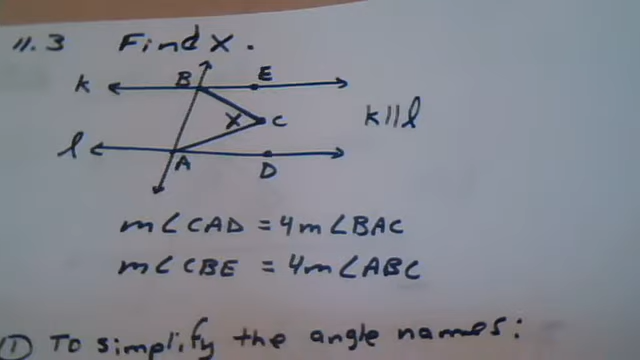 11.3 Find X.
k B E
X C k || l
l A D
m∠CAD = 4m∠BAC
m∠CBE = 4m∠ABC
① To simplify the angle names: